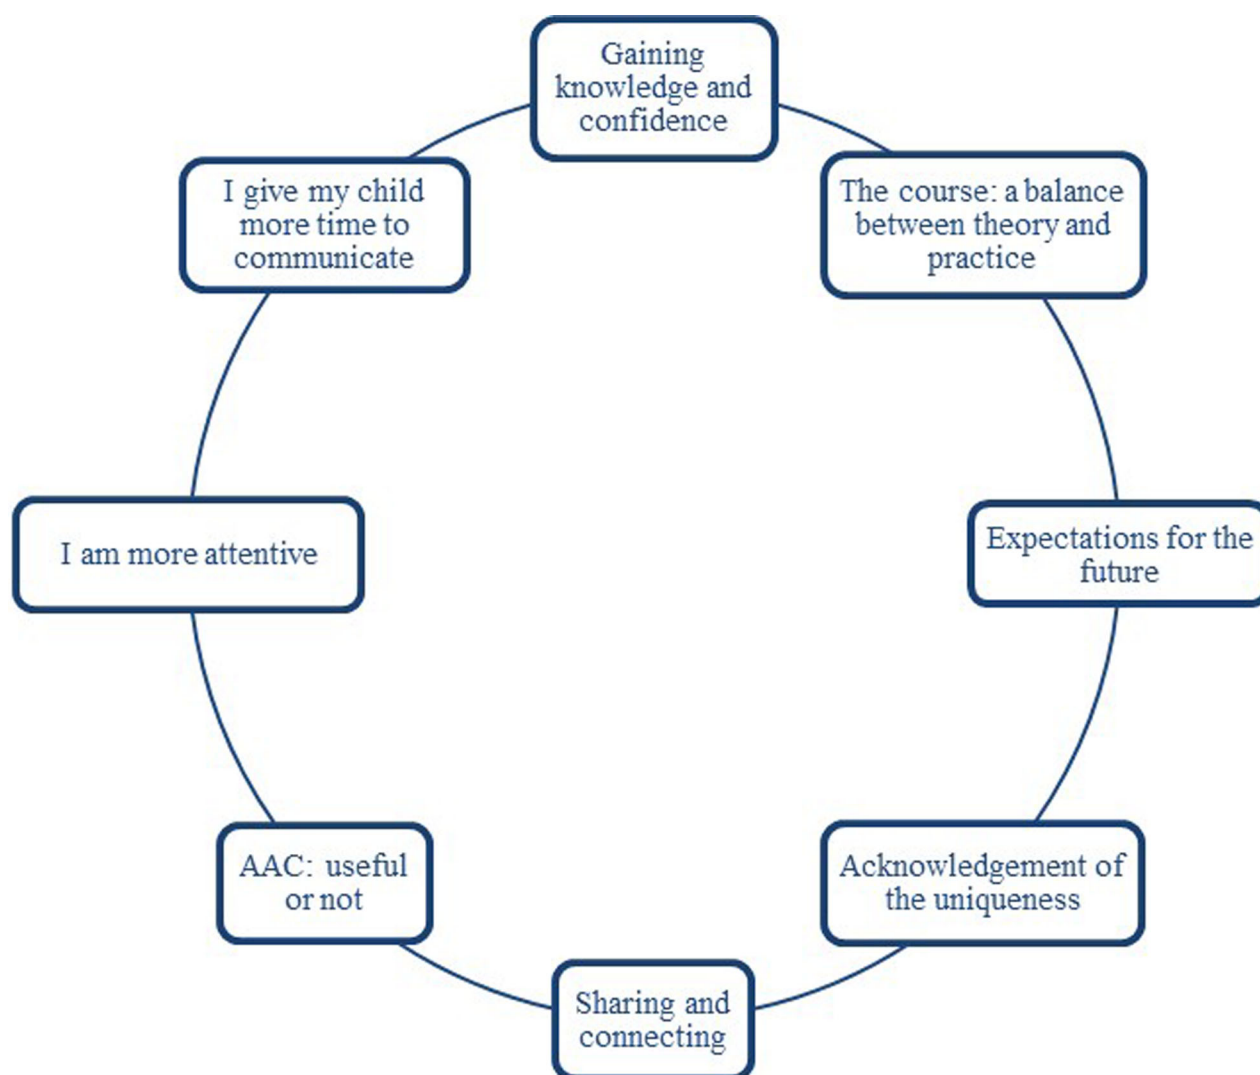 Gaining
knowledge and
confidence
The course: a balance
between theory and
practice
Expectations for the
future
Acknowledgement of
the uniqueness
Sharing and
connecting
AAC: useful
or not
I am more attentive
I give my child
more time to
communicate